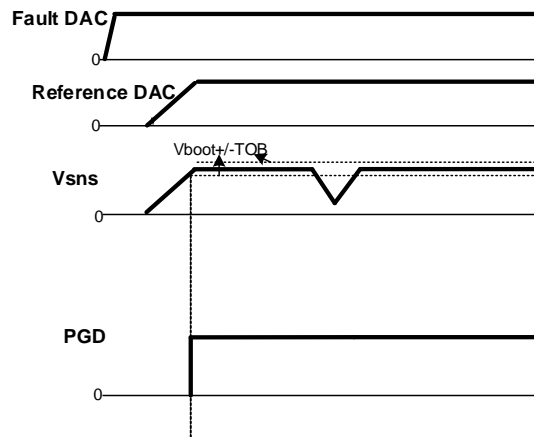 Fault DAC
0
Reference DAC
0
Vboot+/-TOB
Vsns
0
PGD
0